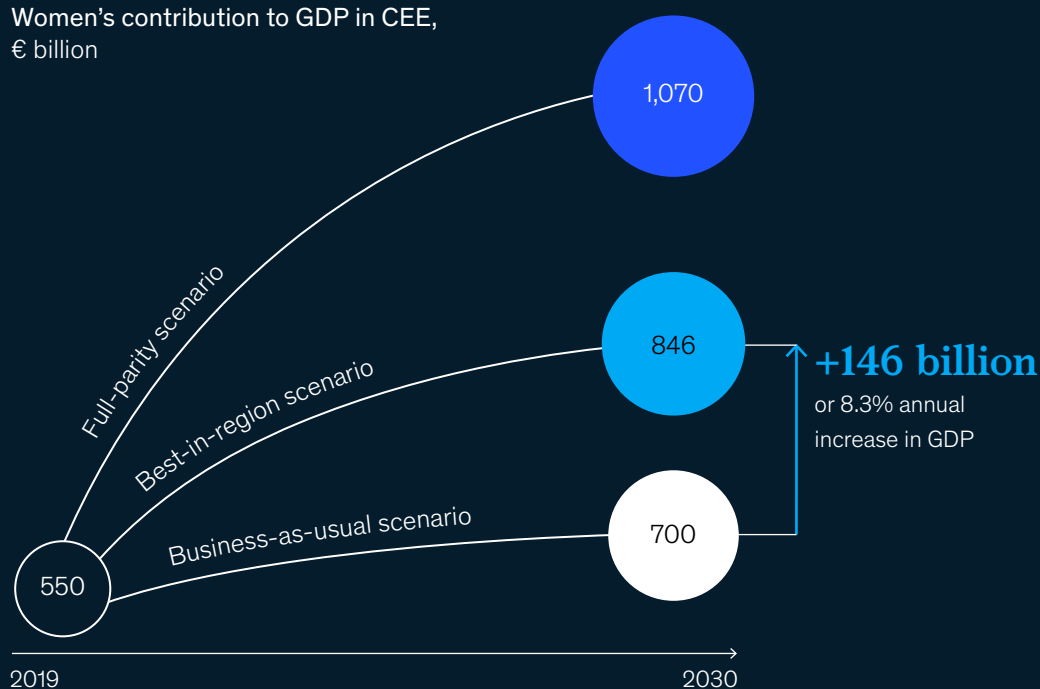 Women’s contribution to GDP in CEE,
€ billion
1,070
Full-parity scenario
846
+146 billion
or 8.3% annual
increase in GDP
Best-in-region scenario
Business-as-usual scenario
700
550
2019
2030